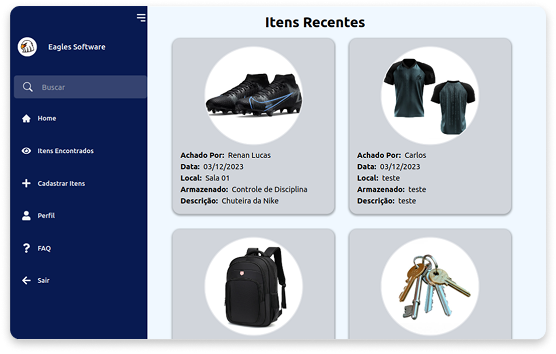 Eagles Software
Buscar
Home
Itens Encontrados
Cadastrar Itens
Perfil
FAQ
Sair
Itens Recentes
Achado Por: Renan Lucas
Data: 03/12/2023
Local: Sala 01
Armazenado: Controle de Disciplina
Descrição: Chuteira da Nike
Achado Por: Carlos
Data: 03/12/2023
Local: teste
Armazenado: teste
Descrição: teste